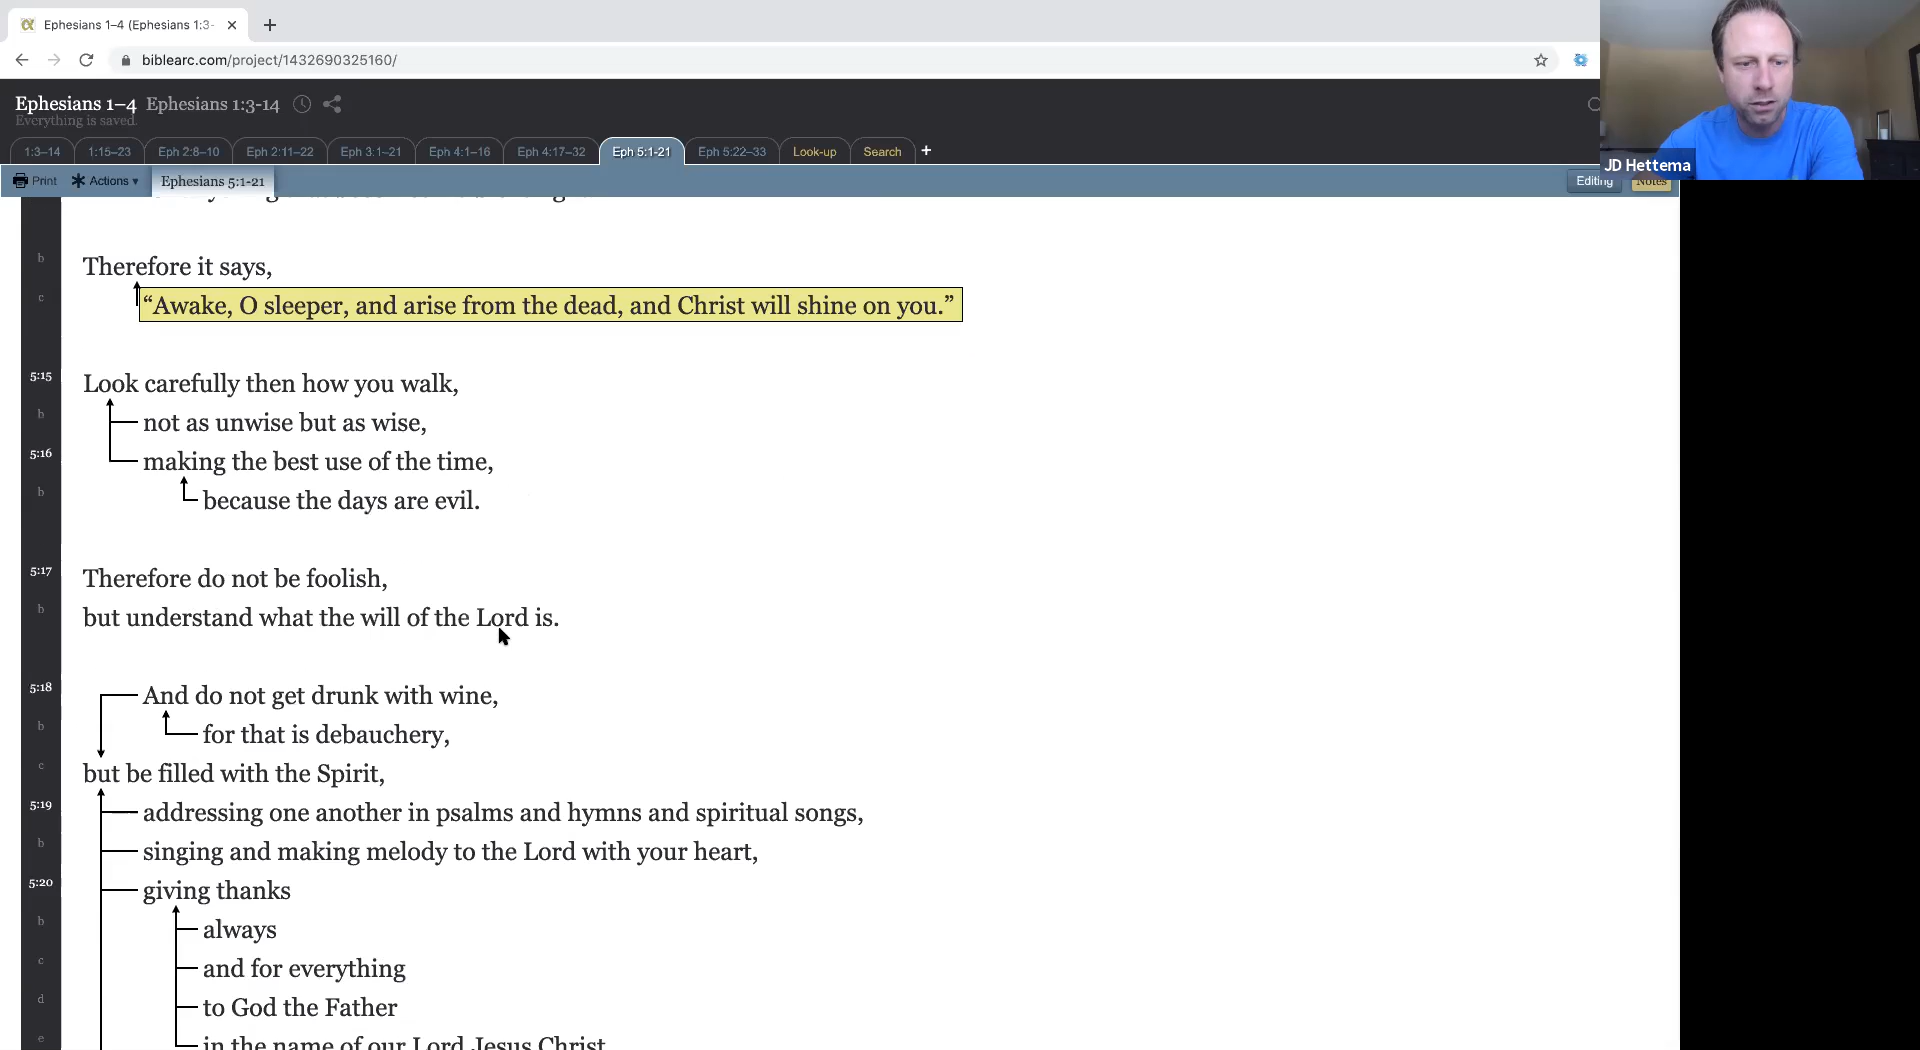 Ephesians 1–4 (Ephesians 1:3-
biblearc.com/project/1432690325160/
Ephesians 1–4 Ephesians 1:3-14
Everything is saved.
1:3–14 1:15–23 Eph 2:8–10 Eph 2:11–22 Eph 3:1–21 Eph 4:1–16 Eph 4:17–32 Eph 5:1-21 Eph 5:22–33 Look-up Search +
JD Hettema
Print Actions ▾ Ephesians 5:1-21 Editing Notes
b Therefore it says,
c “Awake, O sleeper, and arise from the dead, and Christ will shine on you.”
5:15 Look carefully then how you walk,
b not as unwise but as wise,
5:16 making the best use of the time,
b because the days are evil.
5:17 Therefore do not be foolish,
b but understand what the will of the Lord is.
5:18 And do not get drunk with wine,
b for that is debauchery,
c but be filled with the Spirit,
5:19 addressing one another in psalms and hymns and spiritual songs,
b singing and making melody to the Lord with your heart,
5:20 giving thanks
b always
c and for everything
d to God the Father
e in the name of our Lord Jesus Christ